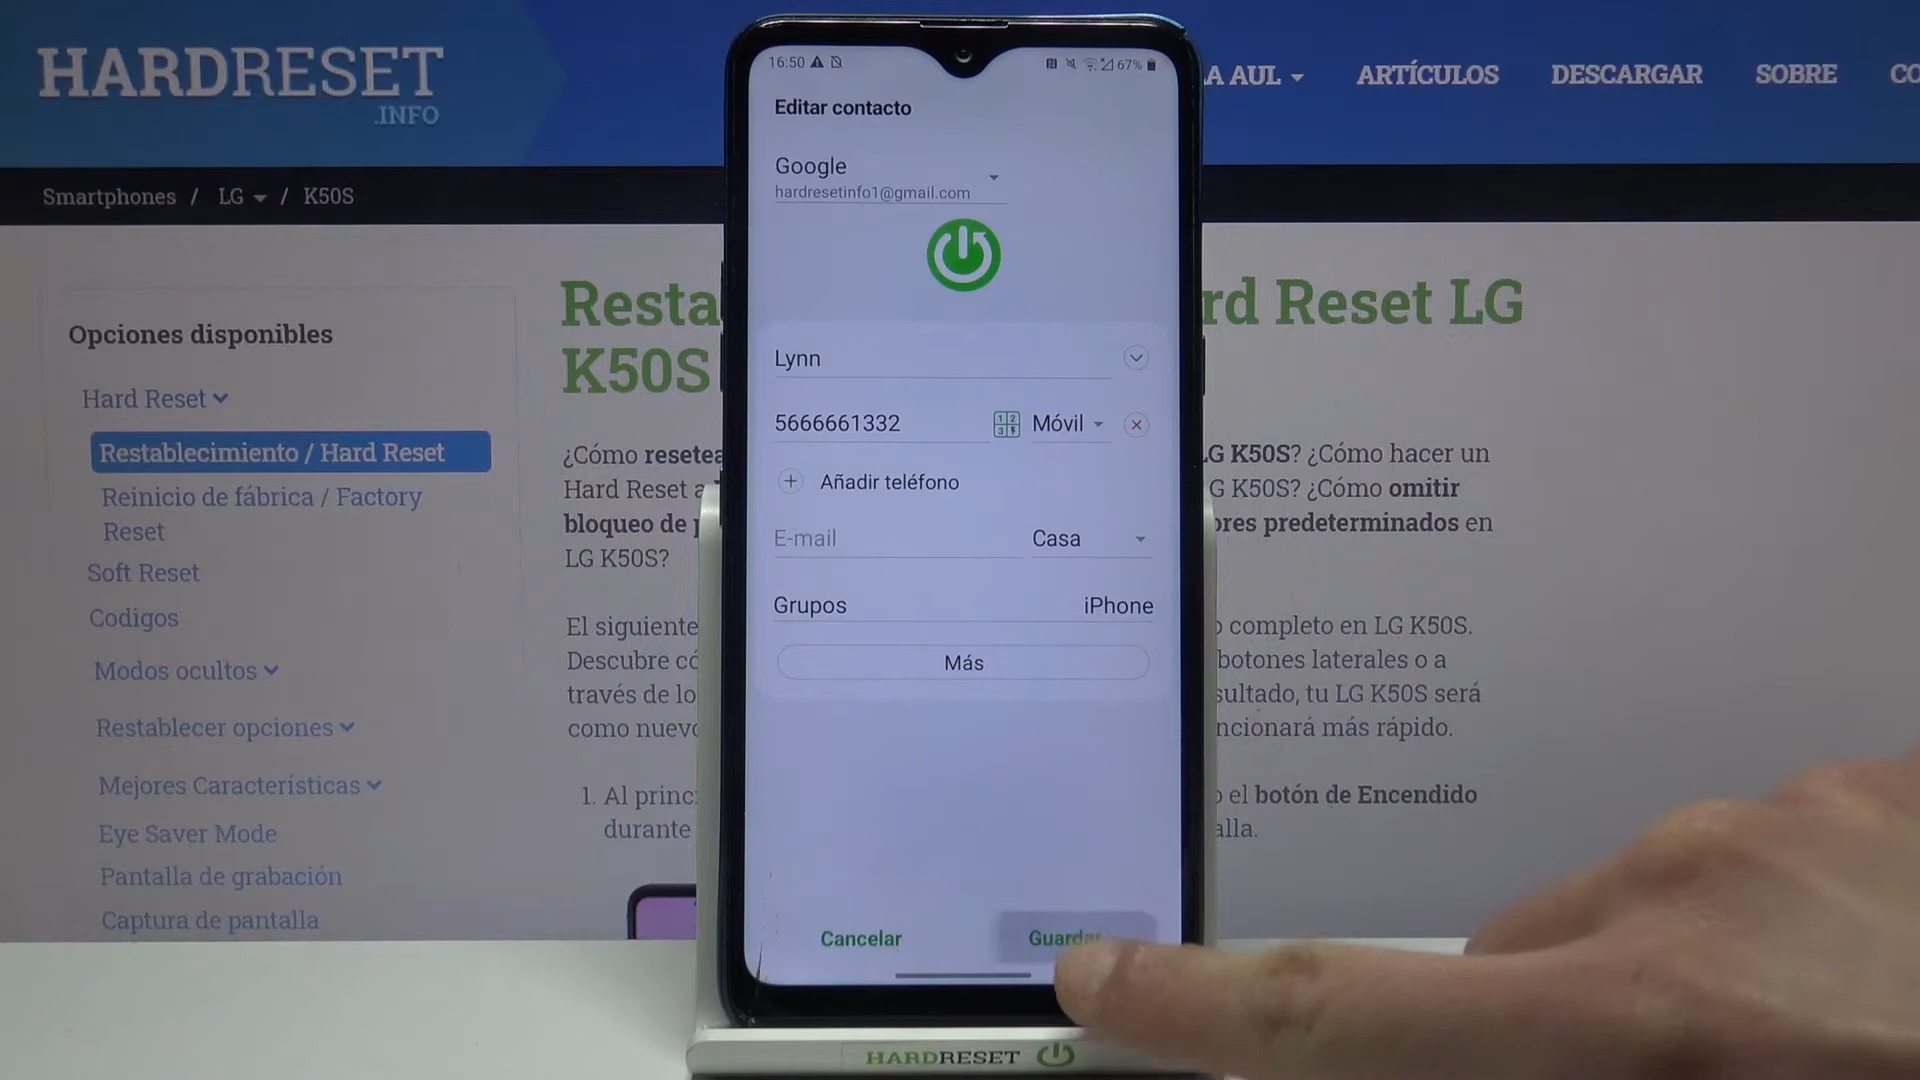 HARDRESET
.INFO
A AUL
ARTÍCULOS
DESCARGAR
SOBRE
CO
Smartphones / LG / K50S
Opciones disponibles
Hard Reset
Restablecimiento / Hard Reset
Reinicio de fábrica / Factory
Reset
Soft Reset
Codigos
Modos ocultos
Restablecer opciones
Mejores Características
Eye Saver Mode
Pantalla de grabación
Captura de pantalla
Resta
rd Reset LG
K50S
¿Cómo resetea
LG K50S? ¿Cómo hacer un
Hard Reset a
G K50S? ¿Cómo omitir
bloqueo de p
ores predeterminados en
LG K50S?
El siguiente
completo en LG K50S.
Descubre có
botones laterales o a
través de lo
sultado, tu LG K50S será
como nuevo
ncionará más rápido.
1. Al princ
el botón de Encendido
durante
alla.
16:50
67%
Editar contacto
Google
hardresetinfo1@gmail.com
Lynn
5666661332
Móvil
Añadir teléfono
E-mail
Casa
Grupos
iPhone
Más
Cancelar
Guardar
HARDRESET